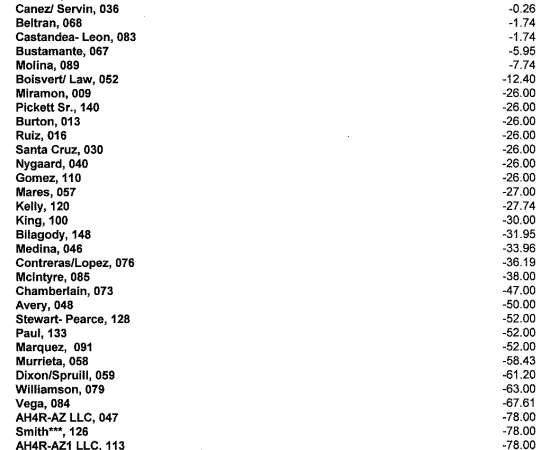 Canez/ Servin, 036 -0.26
Beltran, 068 -1.74
Castandea- Leon, 083 -1.74
Bustamante, 067 -5.95
Molina, 089 -7.74
Boisvert/ Law, 052 -12.40
Miramon, 009 -26.00
Pickett Sr., 140 -26.00
Burton, 013 -26.00
Ruiz, 016 -26.00
Santa Cruz, 030 -26.00
Nygaard, 040 -26.00
Gomez, 110 -26.00
Mares, 057 -27.00
Kelly, 120 -27.74
King, 100 -30.00
Bilagody, 148 -31.95
Medina, 046 -33.96
Contreras/Lopez, 076 -36.19
McIntyre, 085 -38.00
Chamberlain, 073 -47.00
Avery, 048 -50.00
Stewart- Pearce, 128 -52.00
Paul, 133 -52.00
Marquez, 091 -52.00
Murrieta, 058 -58.43
Dixon/Spruill, 059 -61.20
Williamson, 079 -63.00
Vega, 084 -67.61
AH4R-AZ LLC, 047 -78.00
Smith***, 126 -78.00
AH4R-AZ1 LLC, 113 -78.00